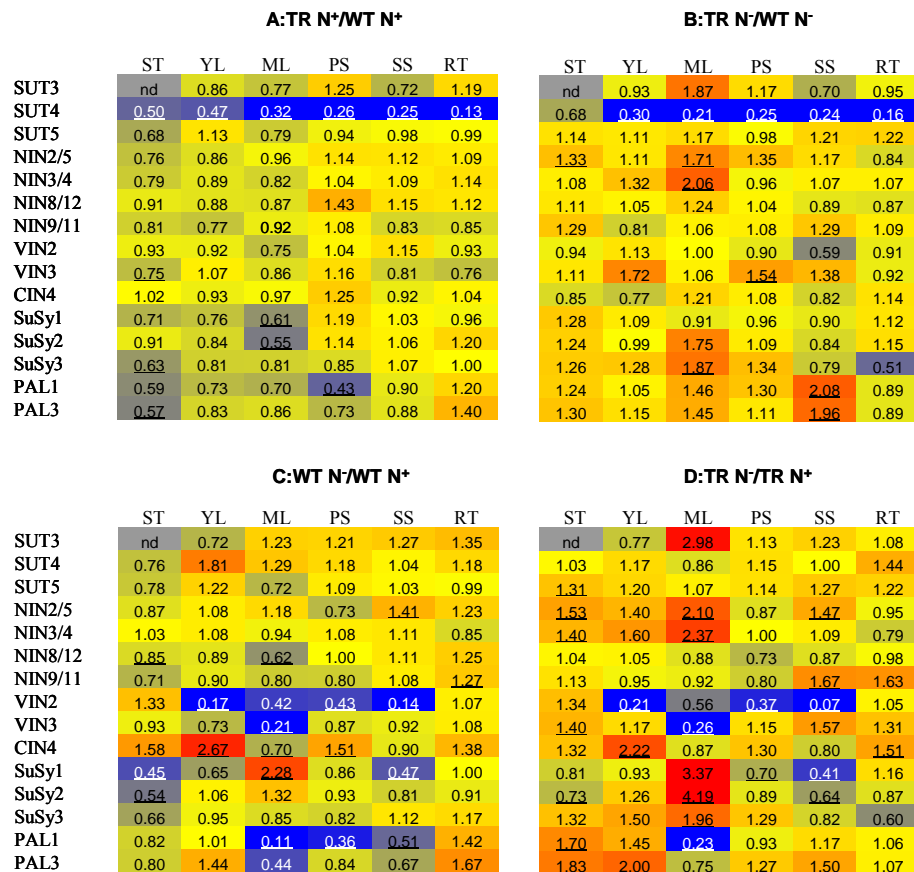 A:TR N⁺/WT N⁺ B:TR N⁻/WT N⁻
ST YL ML PS SS RT ST YL ML PS SS RT
SUT3 nd 0.86 0.77 1.25 0.72 1.19 nd 0.93 1.87 1.17 0.70 0.95
SUT4 0.50 0.47 0.32 0.26 0.25 0.13 0.68 0.30 0.21 0.25 0.24 0.16
SUT5 0.68 1.13 0.79 0.94 0.98 0.99 1.14 1.11 1.17 0.98 1.21 1.22
NIN2/5 0.76 0.86 0.96 1.14 1.12 1.09 1.33 1.11 1.71 1.35 1.17 0.84
NIN3/4 0.79 0.89 0.82 1.04 1.09 1.14 1.08 1.32 2.06 0.96 1.07 1.07
NIN8/12 0.91 0.88 0.87 1.43 1.15 1.12 1.11 1.05 1.24 1.04 0.89 0.87
NIN9/11 0.81 0.77 0.92 1.08 0.83 0.85 1.29 0.81 1.06 1.08 1.29 1.09
VIN2 0.93 0.92 0.75 1.04 1.15 0.93 0.94 1.13 1.00 0.90 0.59 0.91
VIN3 0.75 1.07 0.86 1.16 0.81 0.76 1.11 1.72 1.06 1.54 1.38 0.92
CIN4 1.02 0.93 0.97 1.25 0.92 1.04 0.85 0.77 1.21 1.08 0.82 1.14
SuSy1 0.71 0.76 0.61 1.19 1.03 0.96 1.28 1.09 0.91 0.96 0.90 1.12
SuSy2 0.91 0.84 0.55 1.14 1.06 1.20 1.24 0.99 1.75 1.09 0.84 1.15
SuSy3 0.63 0.81 0.81 0.85 1.07 1.00 1.26 1.28 1.87 1.34 0.79 0.51
PAL1 0.59 0.73 0.70 0.43 0.90 1.20 1.24 1.05 1.46 1.30 2.08 0.89
PAL3 0.57 0.83 0.86 0.73 0.88 1.40 1.30 1.15 1.45 1.11 1.96 0.89
C:WT N⁻/WT N⁺ D:TR N⁻/TR N⁺
ST YL ML PS SS RT ST YL ML PS SS RT
SUT3 nd 0.72 1.23 1.21 1.27 1.35 nd 0.77 2.98 1.13 1.23 1.08
SUT4 0.76 1.81 1.29 1.18 1.04 1.18 1.03 1.17 0.86 1.15 1.00 1.44
SUT5 0.78 1.22 0.72 1.09 1.03 0.99 1.31 1.20 1.07 1.14 1.27 1.22
NIN2/5 0.87 1.08 1.18 0.73 1.41 1.23 1.53 1.40 2.10 0.87 1.47 0.95
NIN3/4 1.03 1.08 0.94 1.08 1.11 0.85 1.40 1.60 2.37 1.00 1.09 0.79
NIN8/12 0.85 0.89 0.62 1.00 1.11 1.25 1.04 1.05 0.88 0.73 0.87 0.98
NIN9/11 0.71 0.90 0.80 0.80 1.08 1.27 1.13 0.95 0.92 0.80 1.67 1.63
VIN2 1.33 0.17 0.42 0.43 0.14 1.07 1.34 0.21 0.56 0.37 0.07 1.05
VIN3 0.93 0.73 0.21 0.87 0.92 1.08 1.40 1.17 0.26 1.15 1.57 1.31
CIN4 1.58 2.67 0.70 1.51 0.90 1.38 1.32 2.22 0.87 1.30 0.80 1.51
SuSy1 0.45 0.65 2.28 0.86 0.47 1.00 0.81 0.93 3.37 0.70 0.41 1.16
SuSy2 0.54 1.06 1.32 0.93 0.81 0.91 0.73 1.26 4.19 0.89 0.64 0.87
SuSy3 0.66 0.95 0.85 0.82 1.12 1.17 1.32 1.50 1.96 1.29 0.82 0.60
PAL1 0.82 1.01 0.11 0.36 0.51 1.42 1.70 1.45 0.23 0.93 1.17 1.06
PAL3 0.80 1.44 0.44 0.84 0.67 1.67 1.83 2.00 0.75 1.27 1.50 1.07